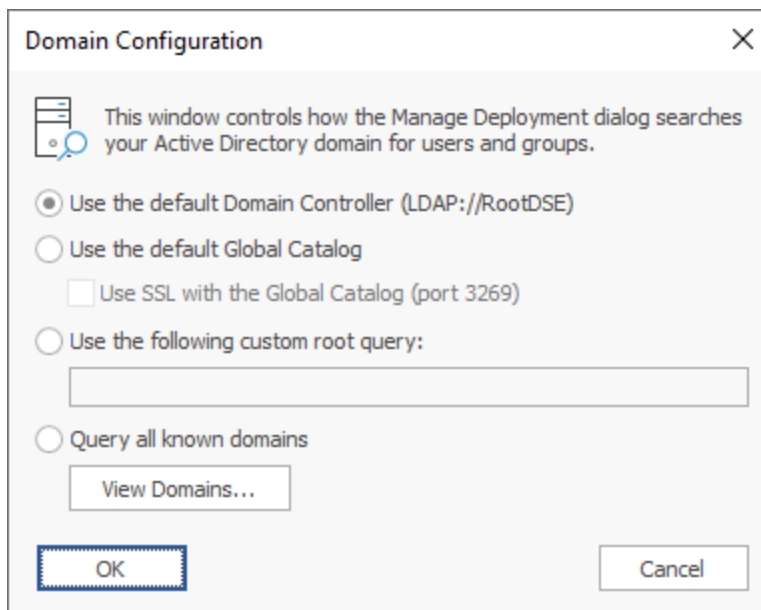 Domain Configuration
This window controls how the Manage Deployment dialog searches
your Active Directory domain for users and groups.
Use the default Domain Controller (LDAP://RootDSE)
Use the default Global Catalog
Use SSL with the Global Catalog (port 3269)
Use the following custom root query:
Query all known domains
View Domains...
OK
Cancel